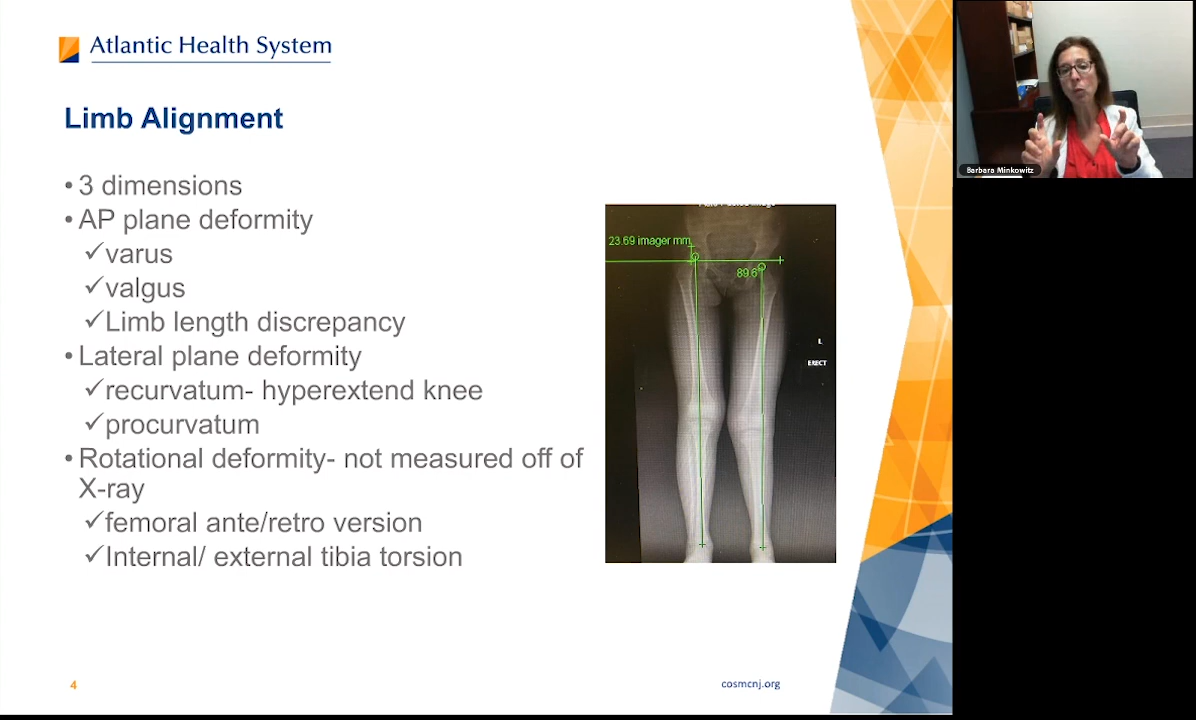 Atlantic Health System
Limb Alignment
• 3 dimensions
• AP plane deformity
✓varus
✓valgus
✓Limb length discrepancy
• Lateral plane deformity
✓recurvatum- hyperextend knee
✓procurvatum
• Rotational deformity- not measured off of
X-ray
✓femoral ante/retro version
✓Internal/ external tibia torsion
23.69 imager mm
89.6°
L
ERECT
4
cosmcnj.org
Barbara Minkowitz